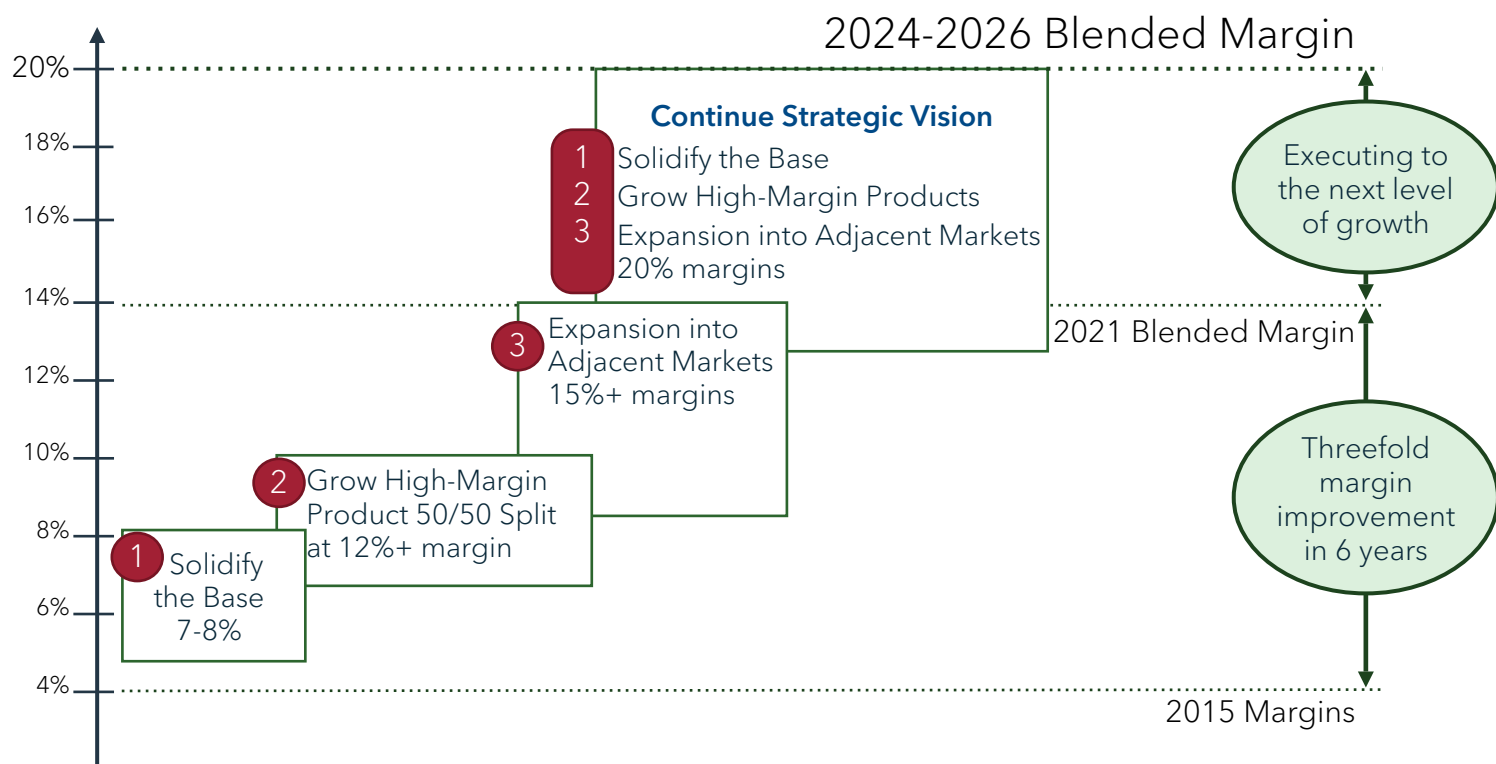 2024-2026 Blended Margin
20%
18%
16%
14%
12%
10%
8%
6%
4%
Continue Strategic Vision
1 Solidify the Base
2 Grow High-Margin Products
3 Expansion into Adjacent Markets
20% margins
3 Expansion into
Adjacent Markets
15%+ margins
2 Grow High-Margin
Product 50/50 Split
at 12%+ margin
1 Solidify
the Base
7-8%
Executing to
the next level
of growth
2021 Blended Margin
Threefold
margin
improvement
in 6 years
2015 Margins